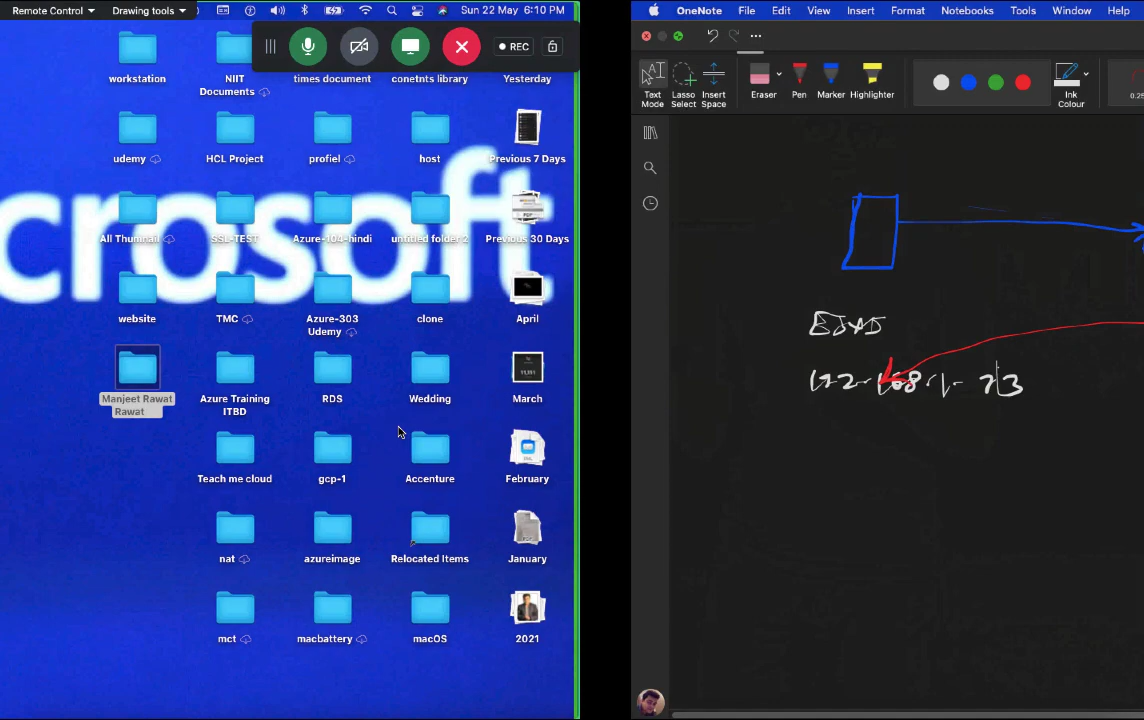 Remote Control Drawing tools Sun 22 May 6:10 PM
REC
workstation NIIT Documents times document conetnts library Yesterday
udemy HCL Project profiel host Previous 7 Days
All Thumnail SSL-TEST Azure-104-hindi untitled folder 2 Previous 30 Days
website TMC Azure-303 Udemy clone April
Manjeet Rawat Rawat Azure Training ITBD RDS Wedding March
Teach me cloud gcp-1 Accenture February
nat azureimage Relocated Items January
mct macbattery macOS 2021
crosoft
OneNote File Edit View Insert Format Notebooks Tools Window Help
Text Mode Lasso Select Insert Space Eraser Pen Marker Highlighter Ink Colour 0.25